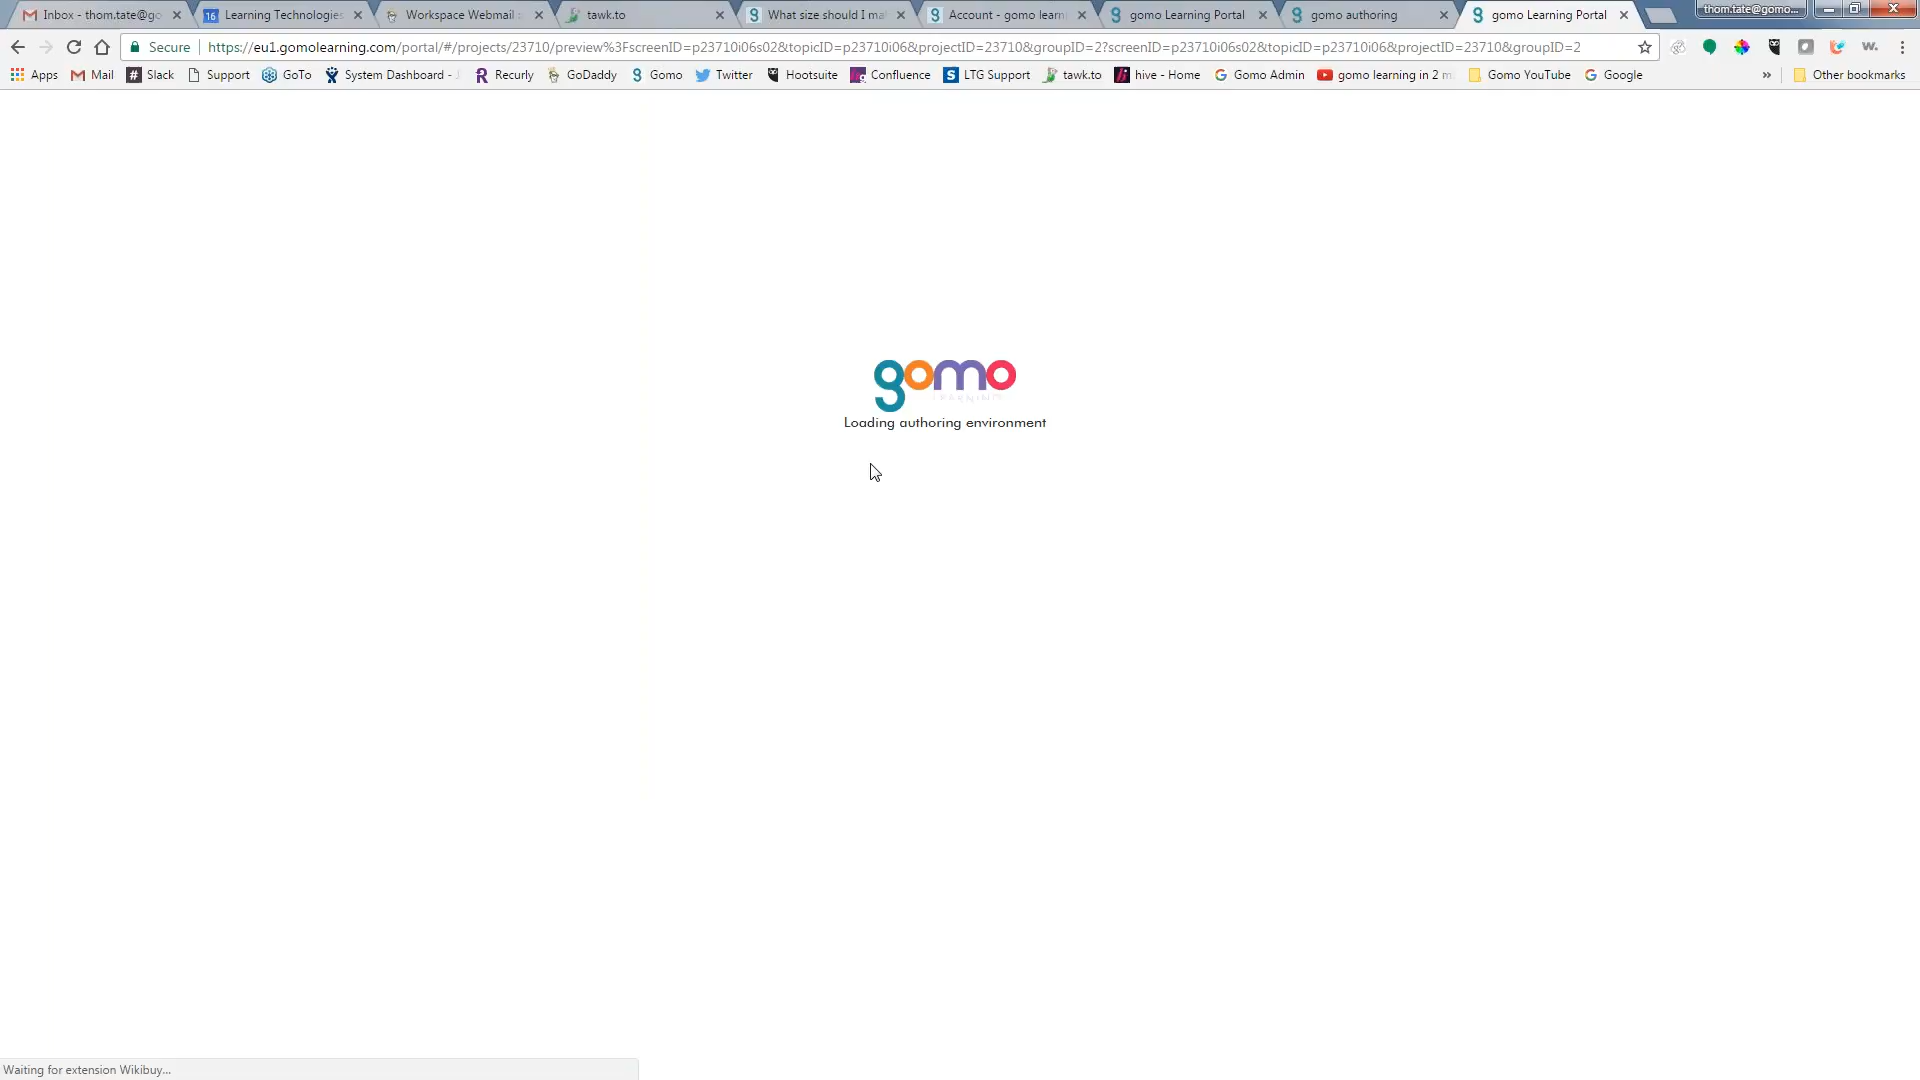 Inbox - thom.tate@go
Learning Technologies
Workspace Webmail
tawk.to
What size should I ma
Account - gomo learni
gomo Learning Portal
gomo authoring
gomo Learning Portal
thom.tate@gomo...
Secure
https://eu1.gomolearning.com/portal/#/projects/23710/preview%3FscreenID=p23710i06s02&topicID=p23710i06&projectID=23710&groupID=2?screenID=p23710i06s02&topicID=p23710i06&projectID=23710&groupID=2
Apps
Mail
Slack
Support
GoTo
System Dashboard -
Recurly
GoDaddy
Gomo
Twitter
Hootsuite
Confluence
LTG Support
tawk.to
hive - Home
Gomo Admin
gomo learning in 2 m
Gomo YouTube
Google
» Other bookmarks
gomo
LEARNING
Loading authoring environment
Waiting for extension Wikibuy...